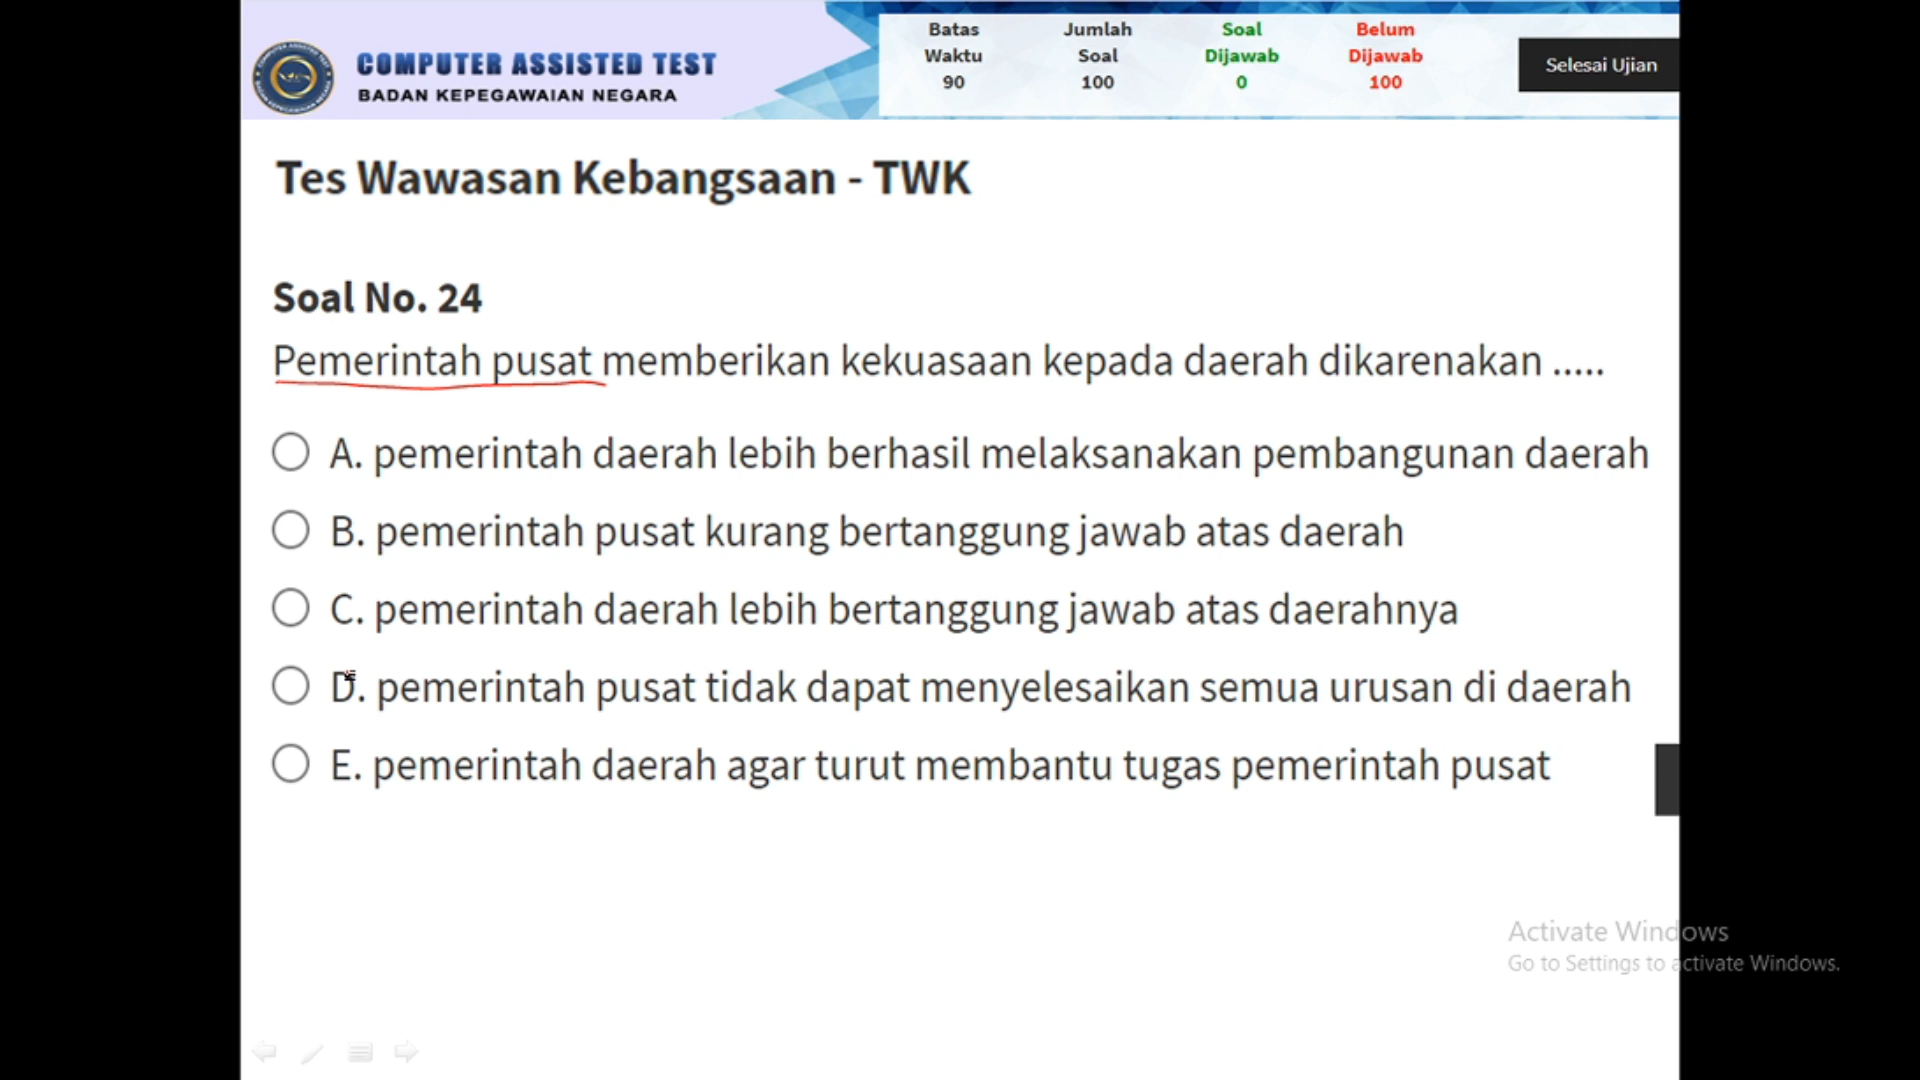 COMPUTER ASSISTED TEST
BADAN KEPEGAWAIAN NEGARA
Batas Waktu 90
Jumlah Soal 100
Soal Dijawab 0
Belum Dijawab 100
Selesai Ujian
Tes Wawasan Kebangsaan - TWK
Soal No. 24
Pemerintah pusat memberikan kekuasaan kepada daerah dikarenakan .....
A. pemerintah daerah lebih berhasil melaksanakan pembangunan daerah
B. pemerintah pusat kurang bertanggung jawab atas daerah
C. pemerintah daerah lebih bertanggung jawab atas daerahnya
D. pemerintah pusat tidak dapat menyelesaikan semua urusan di daerah
E. pemerintah daerah agar turut membantu tugas pemerintah pusat
Activate Windows
Go to Settings to activate Windows.